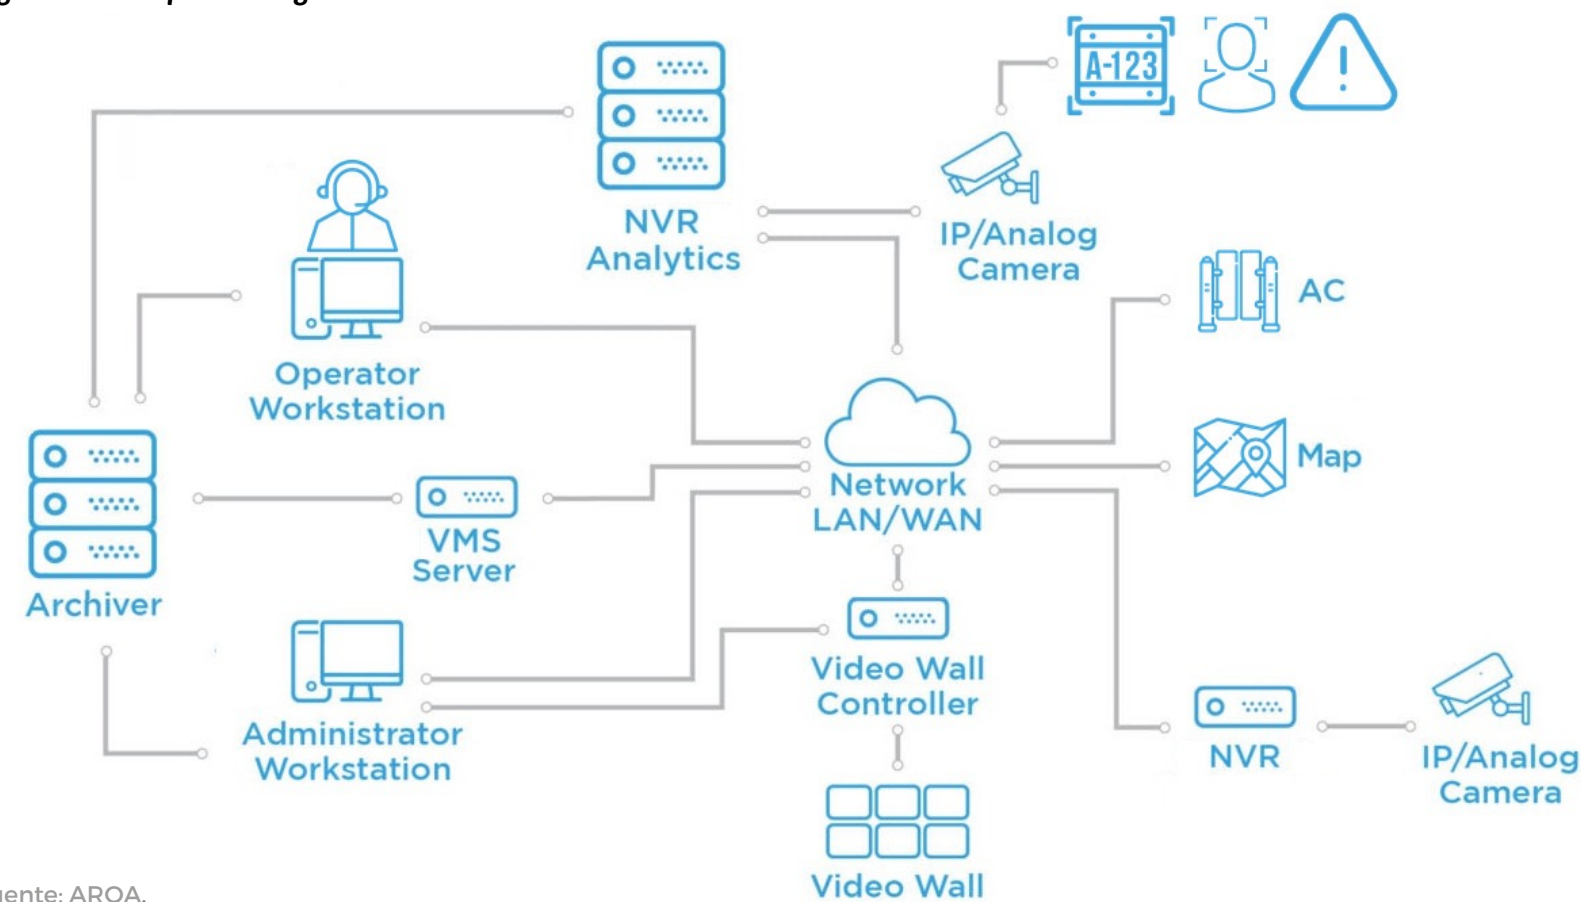 A-123
NVR
Analytics
IP/Analog
Camera
AC
Operator
Workstation
Map
Network
LAN/WAN
VMS
Server
Archiver
Video Wall
Controller
Administrator
Workstation
NVR
IP/Analog
Camera
Video Wall
uente: AROA.